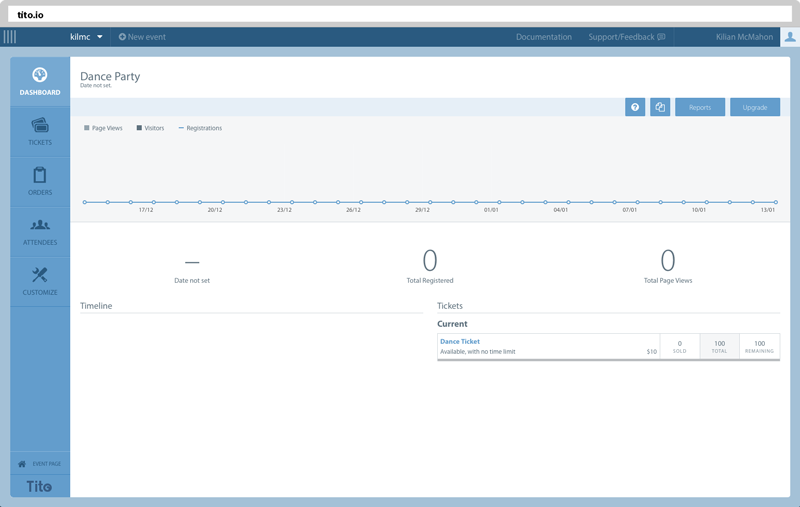 tito.io
kilmc
New event
Documentation
Support/Feedback
Kilian McMahon
DASHBOARD
TICKETS
ORDERS
ATTENDEES
CUSTOMIZE
EVENT PAGE
Tito
Dance Party
Date not set.
?
Reports
Upgrade
Page Views
Visitors
Registrations
17/12
20/12
23/12
26/12
29/12
01/01
04/01
07/01
10/01
13/01
—
Date not set
0
Total Registered
0
Total Page Views
Timeline
Tickets
Current
Dance Ticket
Available, with no time limit
$10
0
SOLD
100
TOTAL
100
REMAINING